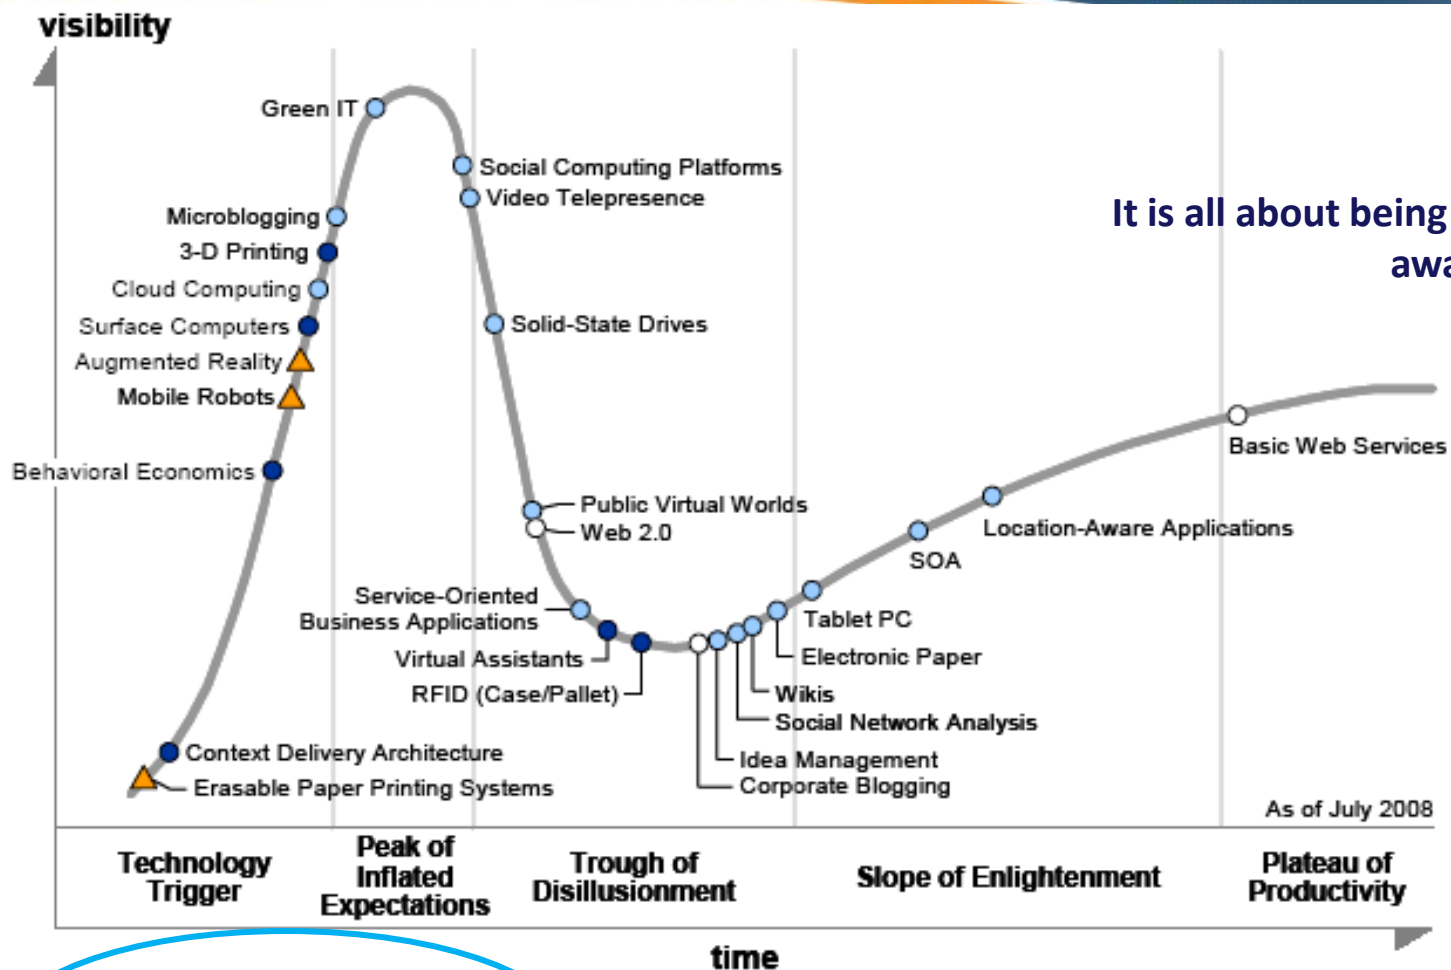 visibility
Green IT
Social Computing Platforms
Video Telepresence
It is all about being
Microblogging
3-D Printing
Cloud Computing
Surface Computers
Solid-State Drives
Augmented Reality
Mobile Robots
Basic Web Services
Behavioral Economics
Public Virtual Worlds
Web 2.0
Location-Aware Applications
SOA
Service-Oriented
Business Applications
Tablet PC
Virtual Assistants
Electronic Paper
RFID (Case/Pallet)
Wikis
Social Network Analysis
Context Delivery Architecture
Idea Management
Erasable Paper Printing Systems
Corporate Blogging
As of July 2008
Technology
Trigger
Peak of
Inflated
Expectations
Trough of
Disillusionment
Slope of Enlightenment
Plateau of
Productivity
time